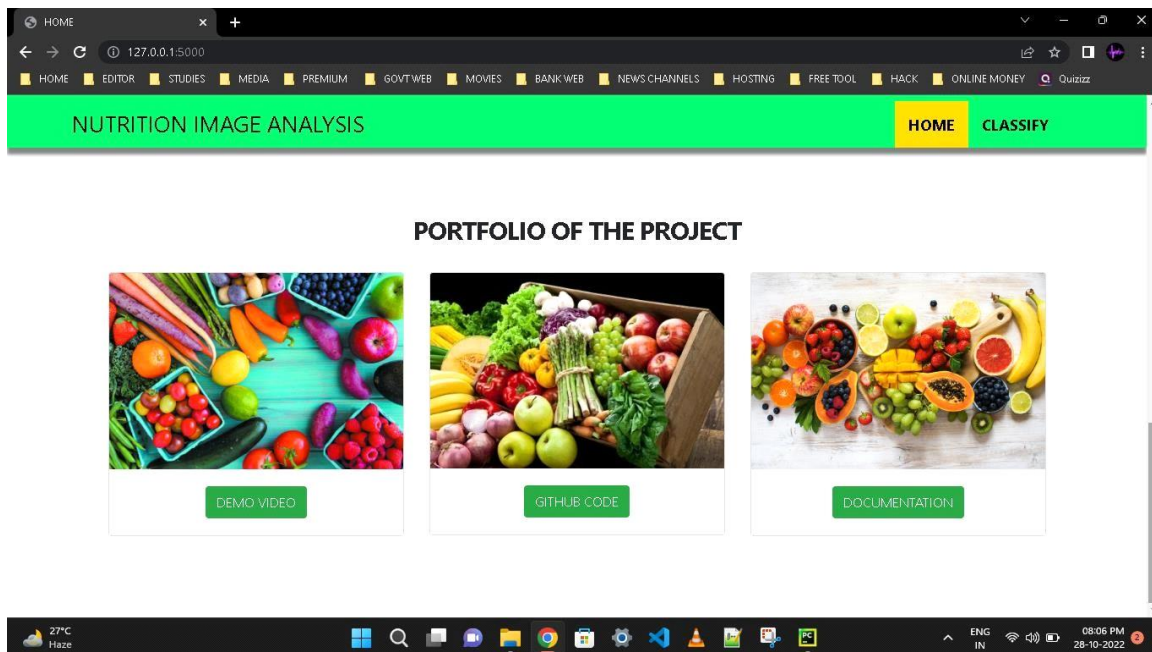 HOME
127.0.0.1:5000
HOME EDITOR STUDIES MEDIA PREMIUM GOVT WEB MOVIES BANK WEB NEWS CHANNELS HOSTING FREE TOOL HACK ONLINE MONEY Quizizz
NUTRITION IMAGE ANALYSIS HOME CLASSIFY
PORTFOLIO OF THE PROJECT
DEMO VIDEO GITHUB CODE DOCUMENTATION
27°C ENG 08:06 PM
Haze PC IN 28-10-2022 2